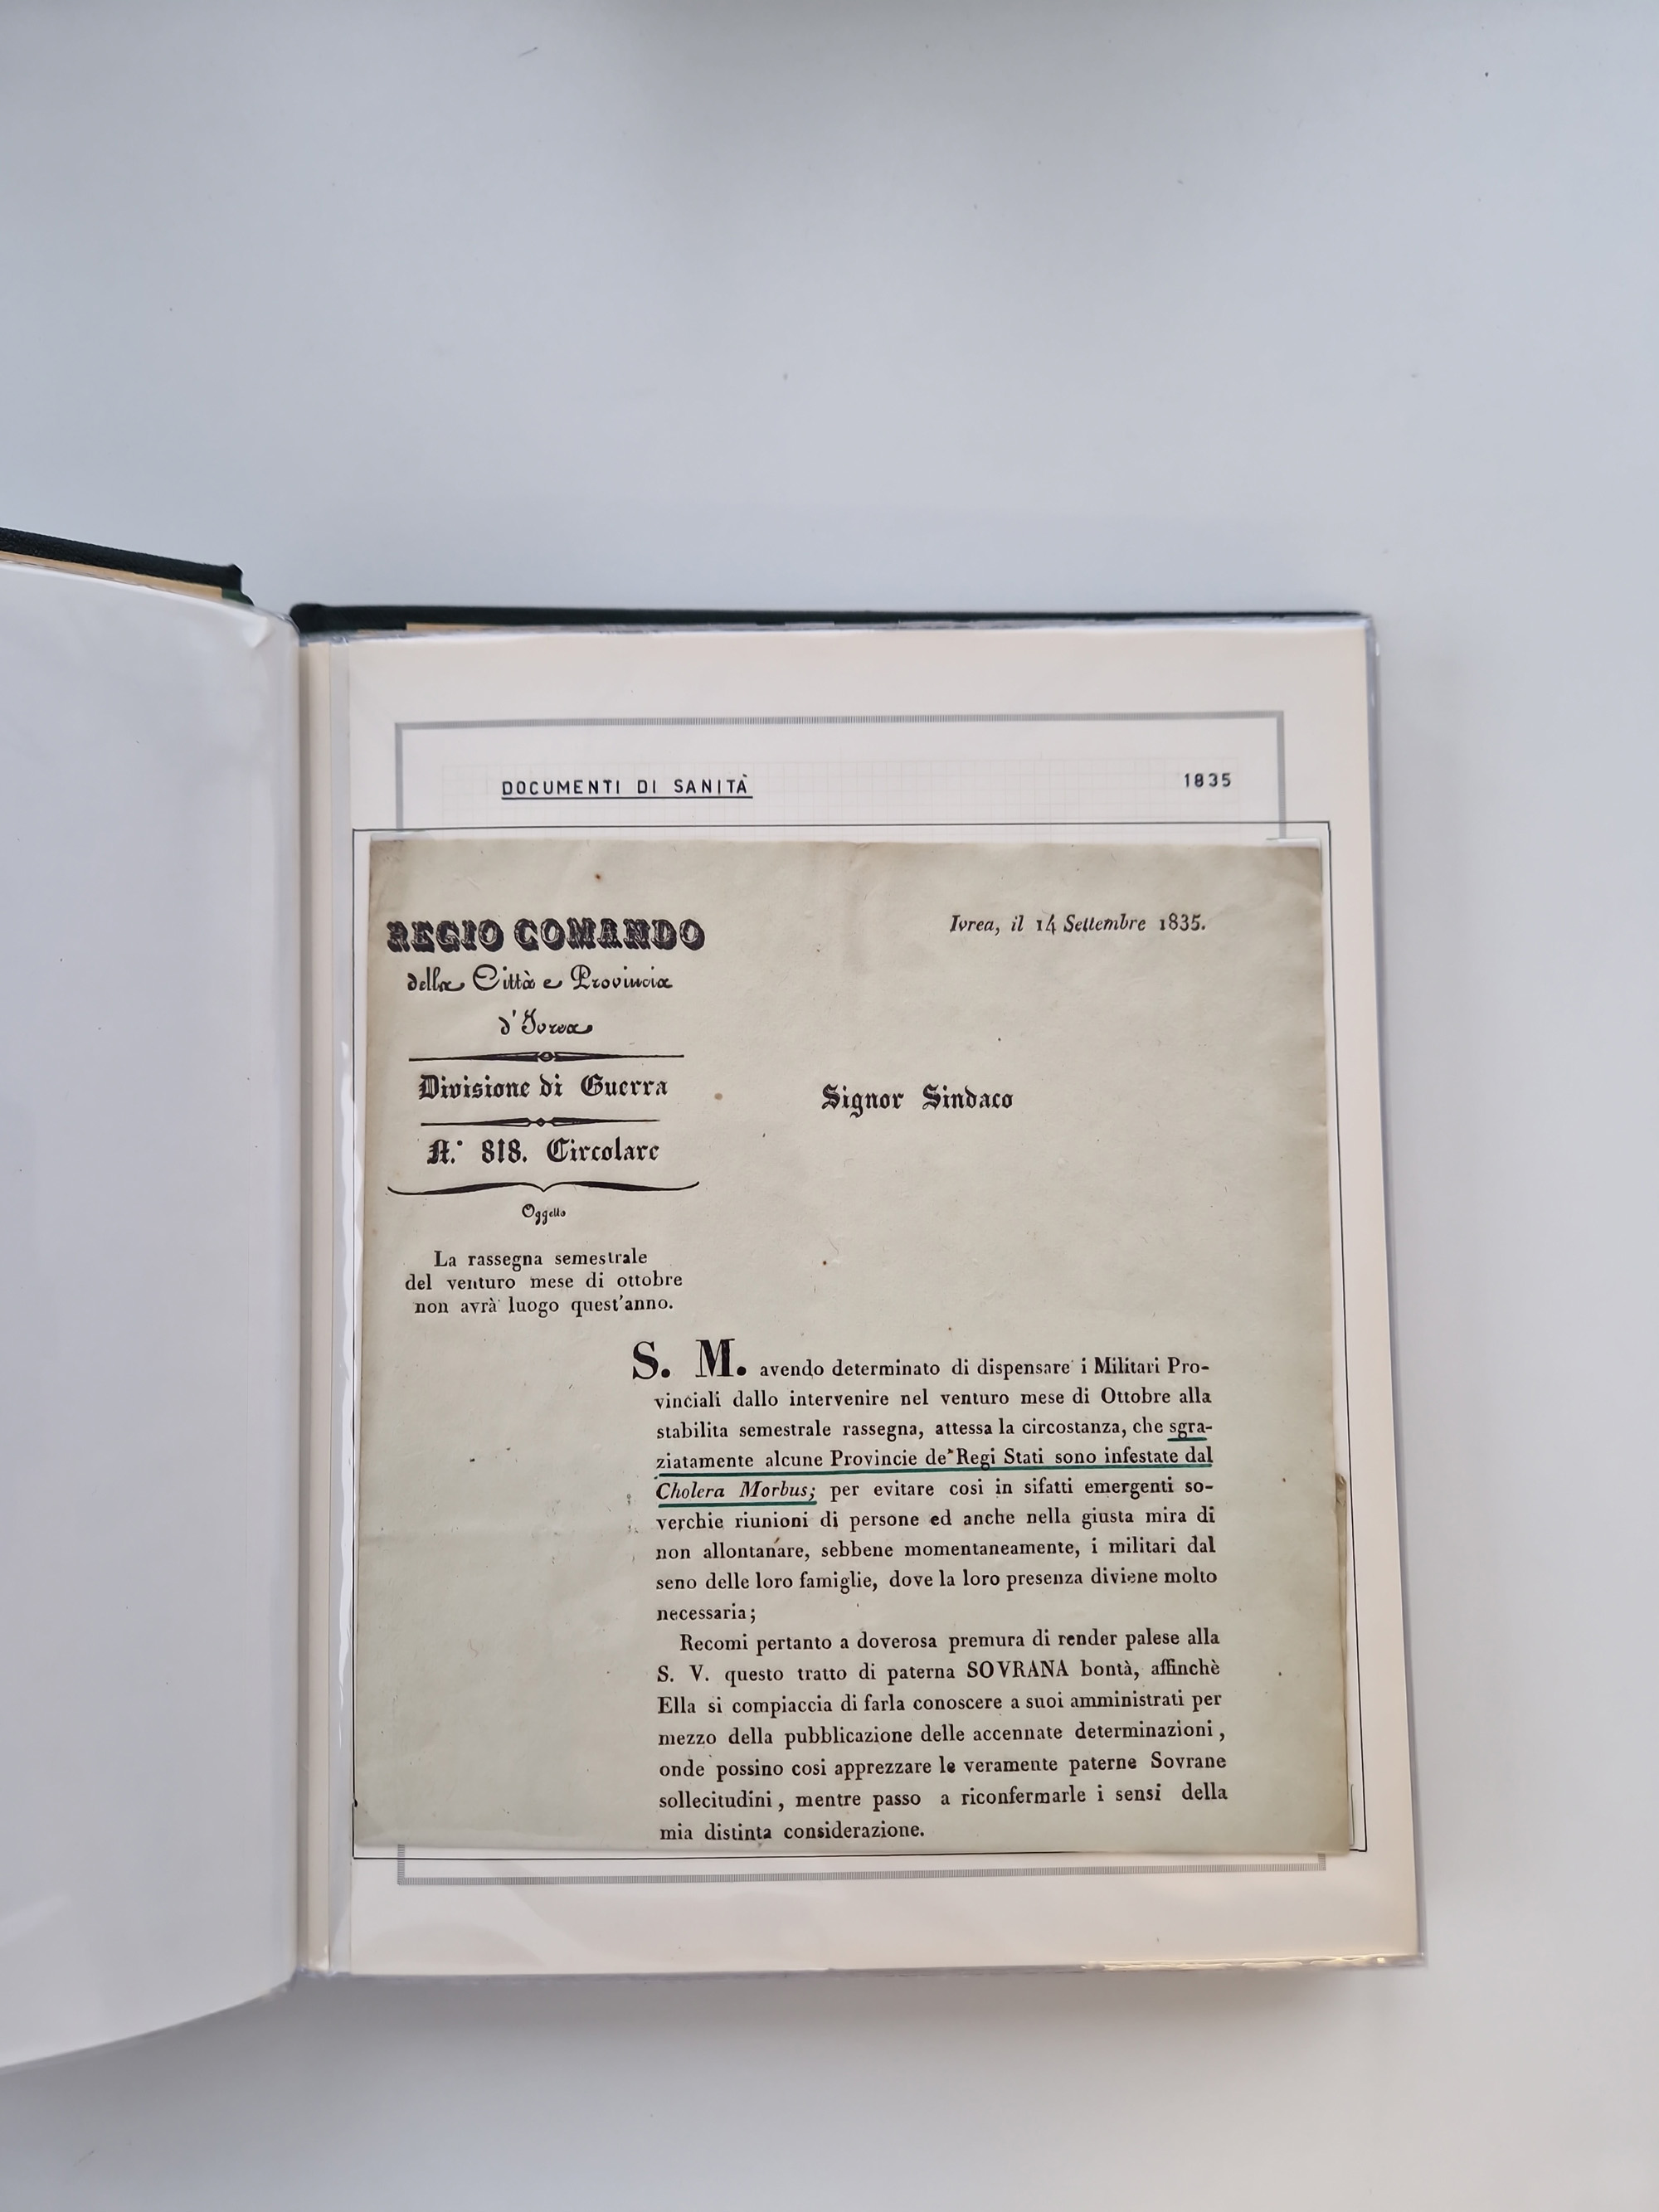 DOCUMENTI DI SANITÀ
1835
REGIO COMANDO
della Città e Provincia
d'Ivrea
Divisione di Guerra
N.° 818. Circolare
Oggetto
La rassegna semestrale
del venturo mese di ottobre
non avrà luogo quest'anno.
Ivrea, il 14 Settembre 1835.
Signor Sindaco
S. M. avendo determinato di dispensare i Militari Pro-
vinciali dallo intervenire nel venturo mese di Ottobre alla
stabilita semestrale rassegna, attessa la circostanza, che sgra-
ziatamente alcune Provincie de' Regi Stati sono infestate dal
Cholera Morbus; per evitare cosi in sifatti emergenti so-
verchie riunioni di persone ed anche nella giusta mira di
non allontanare, sebbene momentaneamente, i militari dal
seno delle loro famiglie, dove la loro presenza diviene molto
necessaria;
Recomi pertanto a doverosa premura di render palese alla
S. V. questo tratto di paterna SOVRANA bontà, affinchè
Ella si compiaccia di farla conoscere a suoi amministrati per
mezzo della pubblicazione delle accennate determinazioni,
onde possino cosi apprezzare le veramente paterne Sovrane
sollecitudini, mentre passo a riconfermarle i sensi della
mia distinta considerazione.